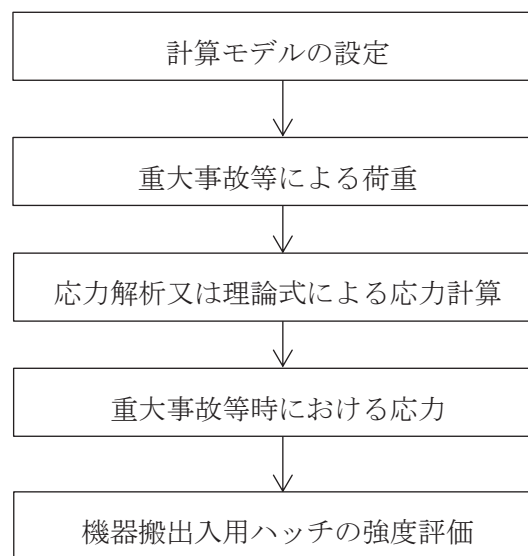 計算モデルの設定
重大事故等による荷重
応力解析又は理論式による応力計算
重大事故等時における応力
機器搬出入用ハッチの強度評価